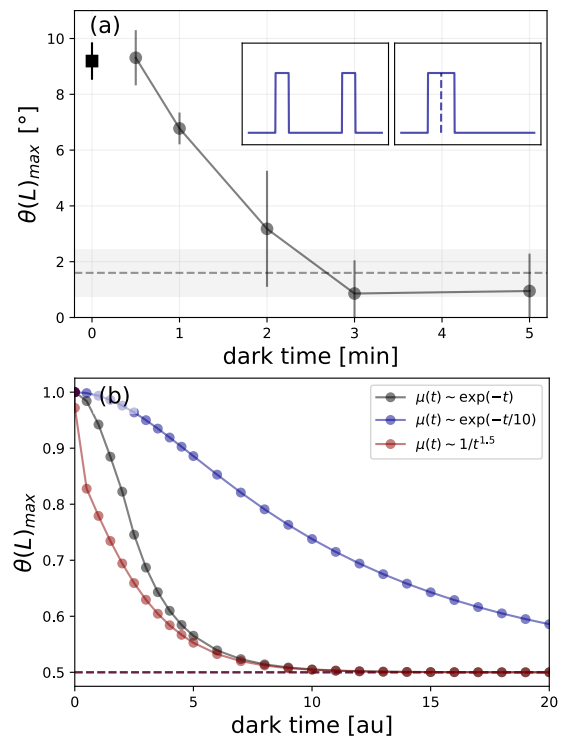 (a)
θ(L)max [°]
10
8
6
4
2
0
0 1 2 3 4 5
dark time [min]
(b)
μ(t) ~ exp(−t)
μ(t) ~ exp(−t/10)
μ(t) ~ 1/t^1.5
θ(L)max
1.0
0.9
0.8
0.7
0.6
0.5
0 5 10 15 20
dark time [au]